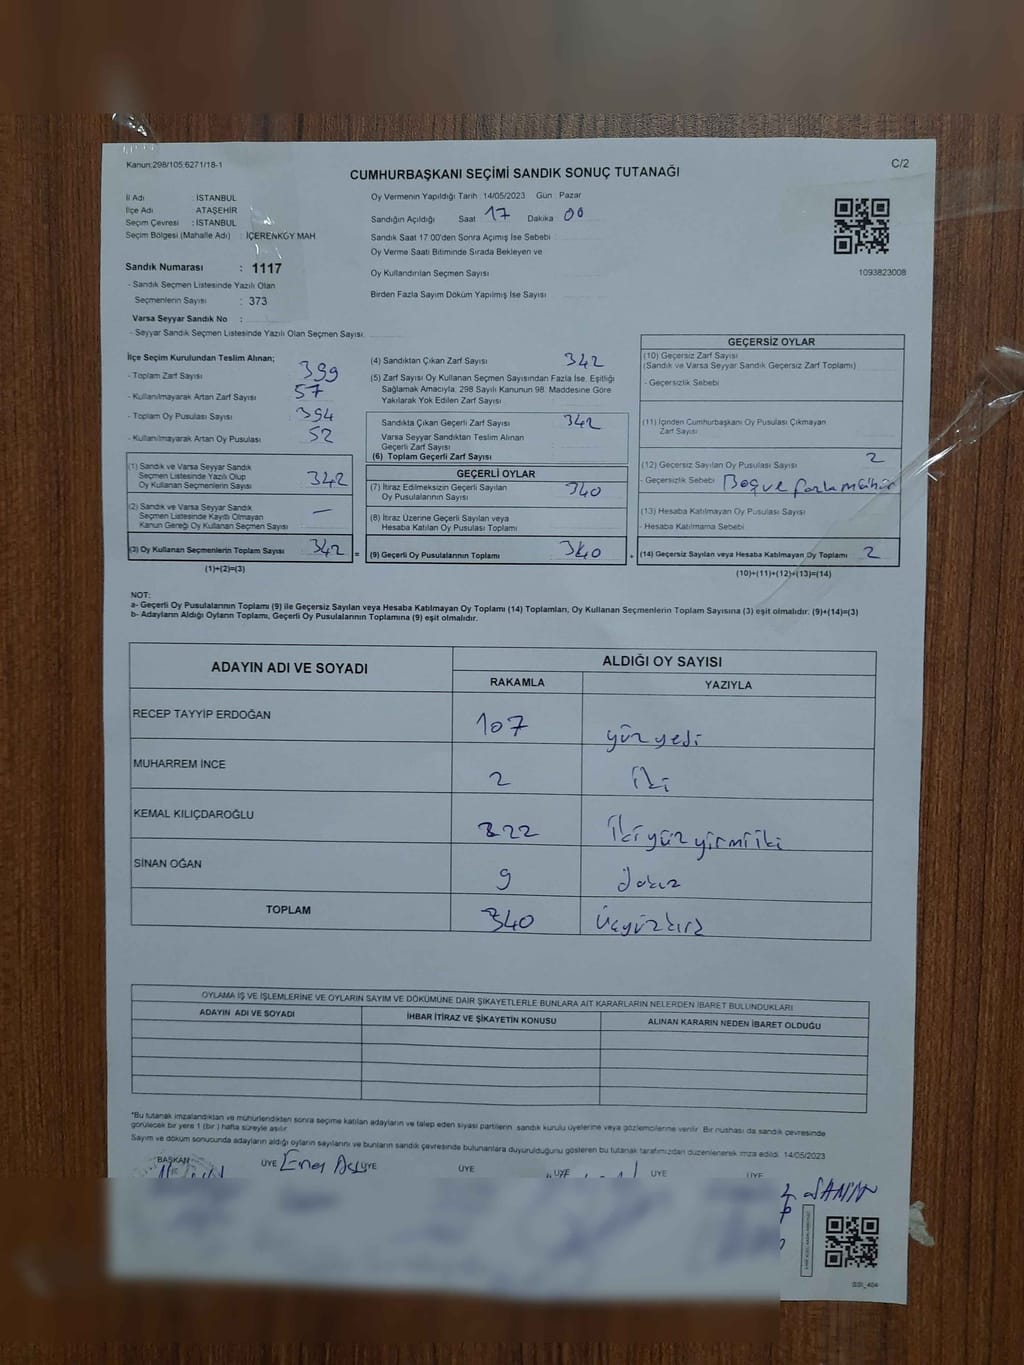 Kanun:298/105;6271/18-1
C/2
CUMHURBAŞKANI SEÇİMİ SANDIK SONUÇ TUTANAĞI
İl Adı : İSTANBUL
İlçe Adı : ATAŞEHİR
Seçim Çevresi : İSTANBUL
Seçim Bölgesi (Mahalle Adı) : İÇERENKÖY MAH.
Sandık Numarası : 1117
- Sandık Seçmen Listesinde Yazılı Olan
Seçmenlerin Sayısı : 373
Varsa Seyyar Sandık No :
- Seyyar Sandık Seçmen Listesinde Yazılı Olan Seçmen Sayısı
Oy Vermenin Yapıldığı Tarih : 14/05/2023 Gün : Pazar
Sandığın Açıldığı Saat 17 Dakika 00
Sandık Saat 17:00'den Sonra Açımış İse Sebebi :
Oy Verme Saati Bitiminde Sırada Bekleyen ve
Oy Kullandırılan Seçmen Sayısı
Birden Fazla Sayım Döküm Yapılmış İse Sayısı
1093823008
İlçe Seçim Kurulundan Teslim Alınan;
- Toplam Zarf Sayısı 399
- Kullanılmayarak Artan Zarf Sayısı 57
- Toplam Oy Pusulası Sayısı 394
- Kullanılmayarak Artan Oy Pusulası 52
(1) Sandık ve Varsa Seyyar Sandık
Seçmen Listesinde Yazılı Olup
Oy Kullanan Seçmenlerin Sayısı 342
(2) Sandık ve Varsa Seyyar Sandık
Seçmen Listesinde Kayıtlı Olmayan
Kanun Gereği Oy Kullanan Seçmen Sayısı —
(3) Oy Kullanan Seçmenlerin Toplam Sayısı 342 =
(1)+(2)=(3)
(4) Sandıktan Çıkan Zarf Sayısı 342
(5) Zarf Sayısı Oy Kullanan Seçmen Sayısından Fazla İse, Eşitliği
Sağlamak Amacıyla, 298 Sayılı Kanunun 98. Maddesine Göre
Yakılarak Yok Edilen Zarf Sayısı
Sandıkta Çıkan Geçerli Zarf Sayısı 342
Varsa Seyyar Sandıktan Teslim Alınan
Geçerli Zarf Sayısı
(6) Toplam Geçerli Zarf Sayısı
GEÇERLİ OYLAR
(7) İtiraz Edilmeksizin Geçerli Sayılan
Oy Pusulalarının Sayısı 340
(8) İtiraz Üzerine Geçerli Sayılan veya
Hesaba Katılan Oy Pusulası Toplamı
(9) Geçerli Oy Pusulalarının Toplamı 340 +
GEÇERSİZ OYLAR
(10) Geçersiz Zarf Sayısı
(Sandık ve Varsa Seyyar Sandık Geçersiz Zarf Toplamı)
- Geçersizlik Sebebi
(11) İçinden Cumhurbaşkanı Oy Pusulası Çıkmayan
Zarf Sayısı
(12) Geçersiz Sayılan Oy Pusulası Sayısı 2
Geçersizlik Sebebi Boş ve fazla mühür
(13) Hesaba Katılmayan Oy Pusulası Sayısı
- Hesaba Katılmama Sebebi
(14) Geçersiz Sayılan veya Hesaba Katılmayan Oy Toplamı 2
(10)+(11)+(12)+(13)=(14)
NOT:
a- Geçerli Oy Pusulalarının Toplamı (9) ile Geçersiz Sayılan veya Hesaba Katılmayan Oy Toplamı (14) Toplamları, Oy Kullanan Seçmenlerin Toplam Sayısına (3) eşit olmalıdır. (9)+(14)=(3)
b- Adayların Aldığı Oyların Toplamı, Geçerli Oy Pusulalarının Toplamına (9) eşit olmalıdır.
ADAYIN ADI VE SOYADI ALDIĞI OY SAYISI
RAKAMLA YAZIYLA
RECEP TAYYİP ERDOĞAN 107 yüz yedi
MUHARREM İNCE 2 İki
KEMAL KILIÇDAROĞLU 222 İkiyüz yirmi iki
SİNAN OĞAN 9 dokuz
TOPLAM 340 Üçyüzkırk
OYLAMA İŞ VE İŞLEMLERİNE VE OYLARIN SAYIM VE DÖKÜMÜNE DAİR ŞİKAYETLERLE BUNLARA AİT KARARLARIN NELERDEN İBARET BULUNDUKLARI
ADAYIN ADI VE SOYADI İHBAR İTİRAZ VE ŞİKAYETİN KONUSU ALINAN KARARIN NEDEN İBARET OLDUĞU
*Bu tutanak imzalandıktan ve mühürlendikten sonra seçime katılan adayların ve talep eden siyasi partilerin sandık kurulu üyelerine veya gözlemcilerine verilir. Bir nushası da sandık çevresinde
görülecek bir yere 1 (bir ) hafta süreyle asılır.
Sayım ve döküm sonucunda adayların aldığı oyların sayılarını ve bunların sandık çevresinde bulunanlara duyurulduğunu gösteren bu tutanak tarafımızdan düzenlenerek imza edildi. 14/05/2023
BAŞKAN ÜYE ÜYE ÜYE ÜYE ÜYE ÜYE